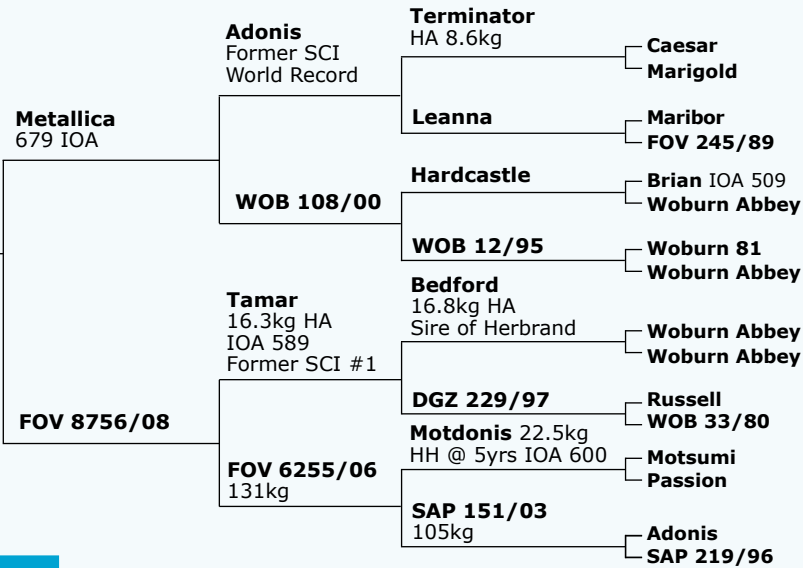 Metallica
679 IOA
FOV 8756/08
Adonis
Former SCI
World Record
WOB 108/00
Tamar
16.3kg HA
IOA 589
Former SCI #1
FOV 6255/06
131kg
Terminator
HA 8.6kg
Leanna
Hardcastle
WOB 12/95
Bedford
16.8kg HA
Sire of Herbrand
DGZ 229/97
Motdonis 22.5kg
HH @ 5yrs IOA 600
SAP 151/03
105kg
Caesar
Marigold
Maribor
FOV 245/89
Brian IOA 509
Woburn Abbey
Woburn 81
Woburn Abbey
Woburn Abbey
Woburn Abbey
Russell
WOB 33/80
Motsumi
Passion
Adonis
SAP 219/96